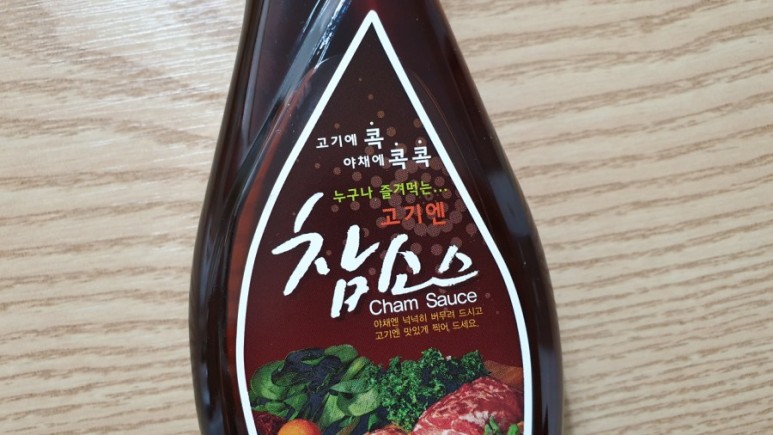 고기에 콕
야채에 콕콕
누구나 즐겨먹는...
고기엔
참소스
Cham Sauce
야채엔 넉넉히 버무려 드시고
고기엔 맛있게 찍어, 드세요.